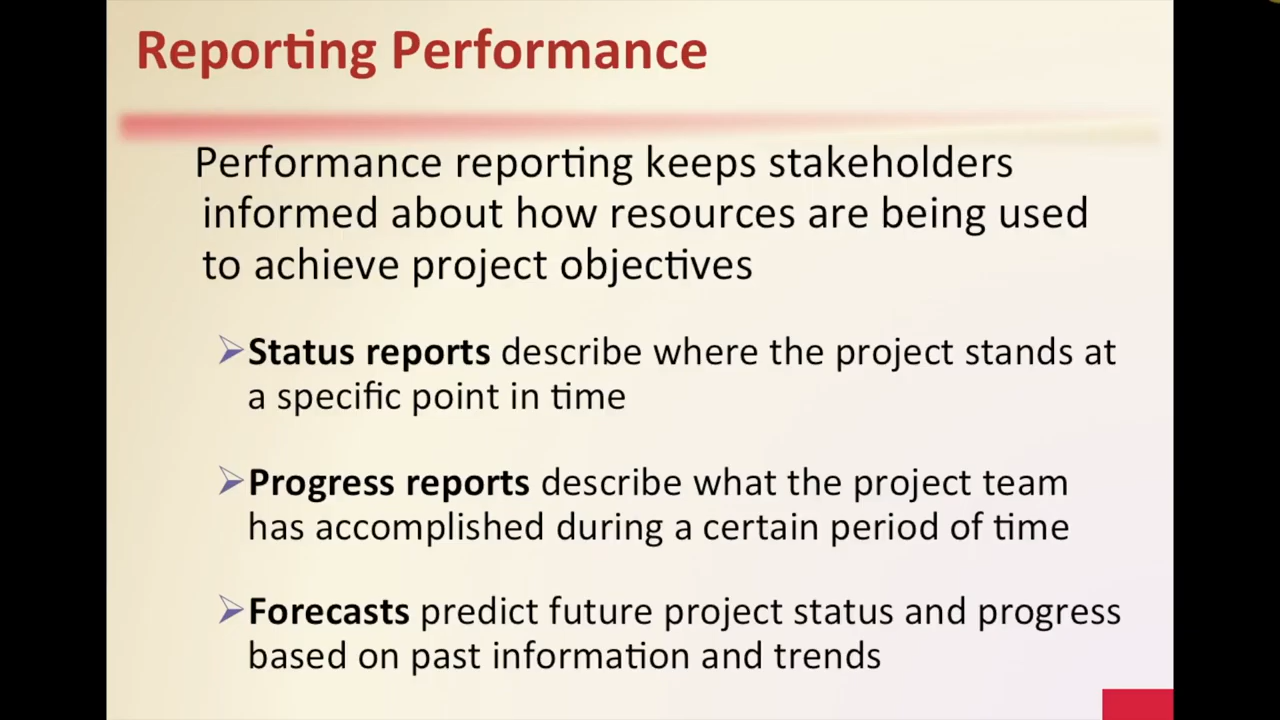 Reporting Performance
Performance reporting keeps stakeholders
informed about how resources are being used
to achieve project objectives
Status reports describe where the project stands at
a specific point in time
Progress reports describe what the project team
has accomplished during a certain period of time
Forecasts predict future project status and progress
based on past information and trends